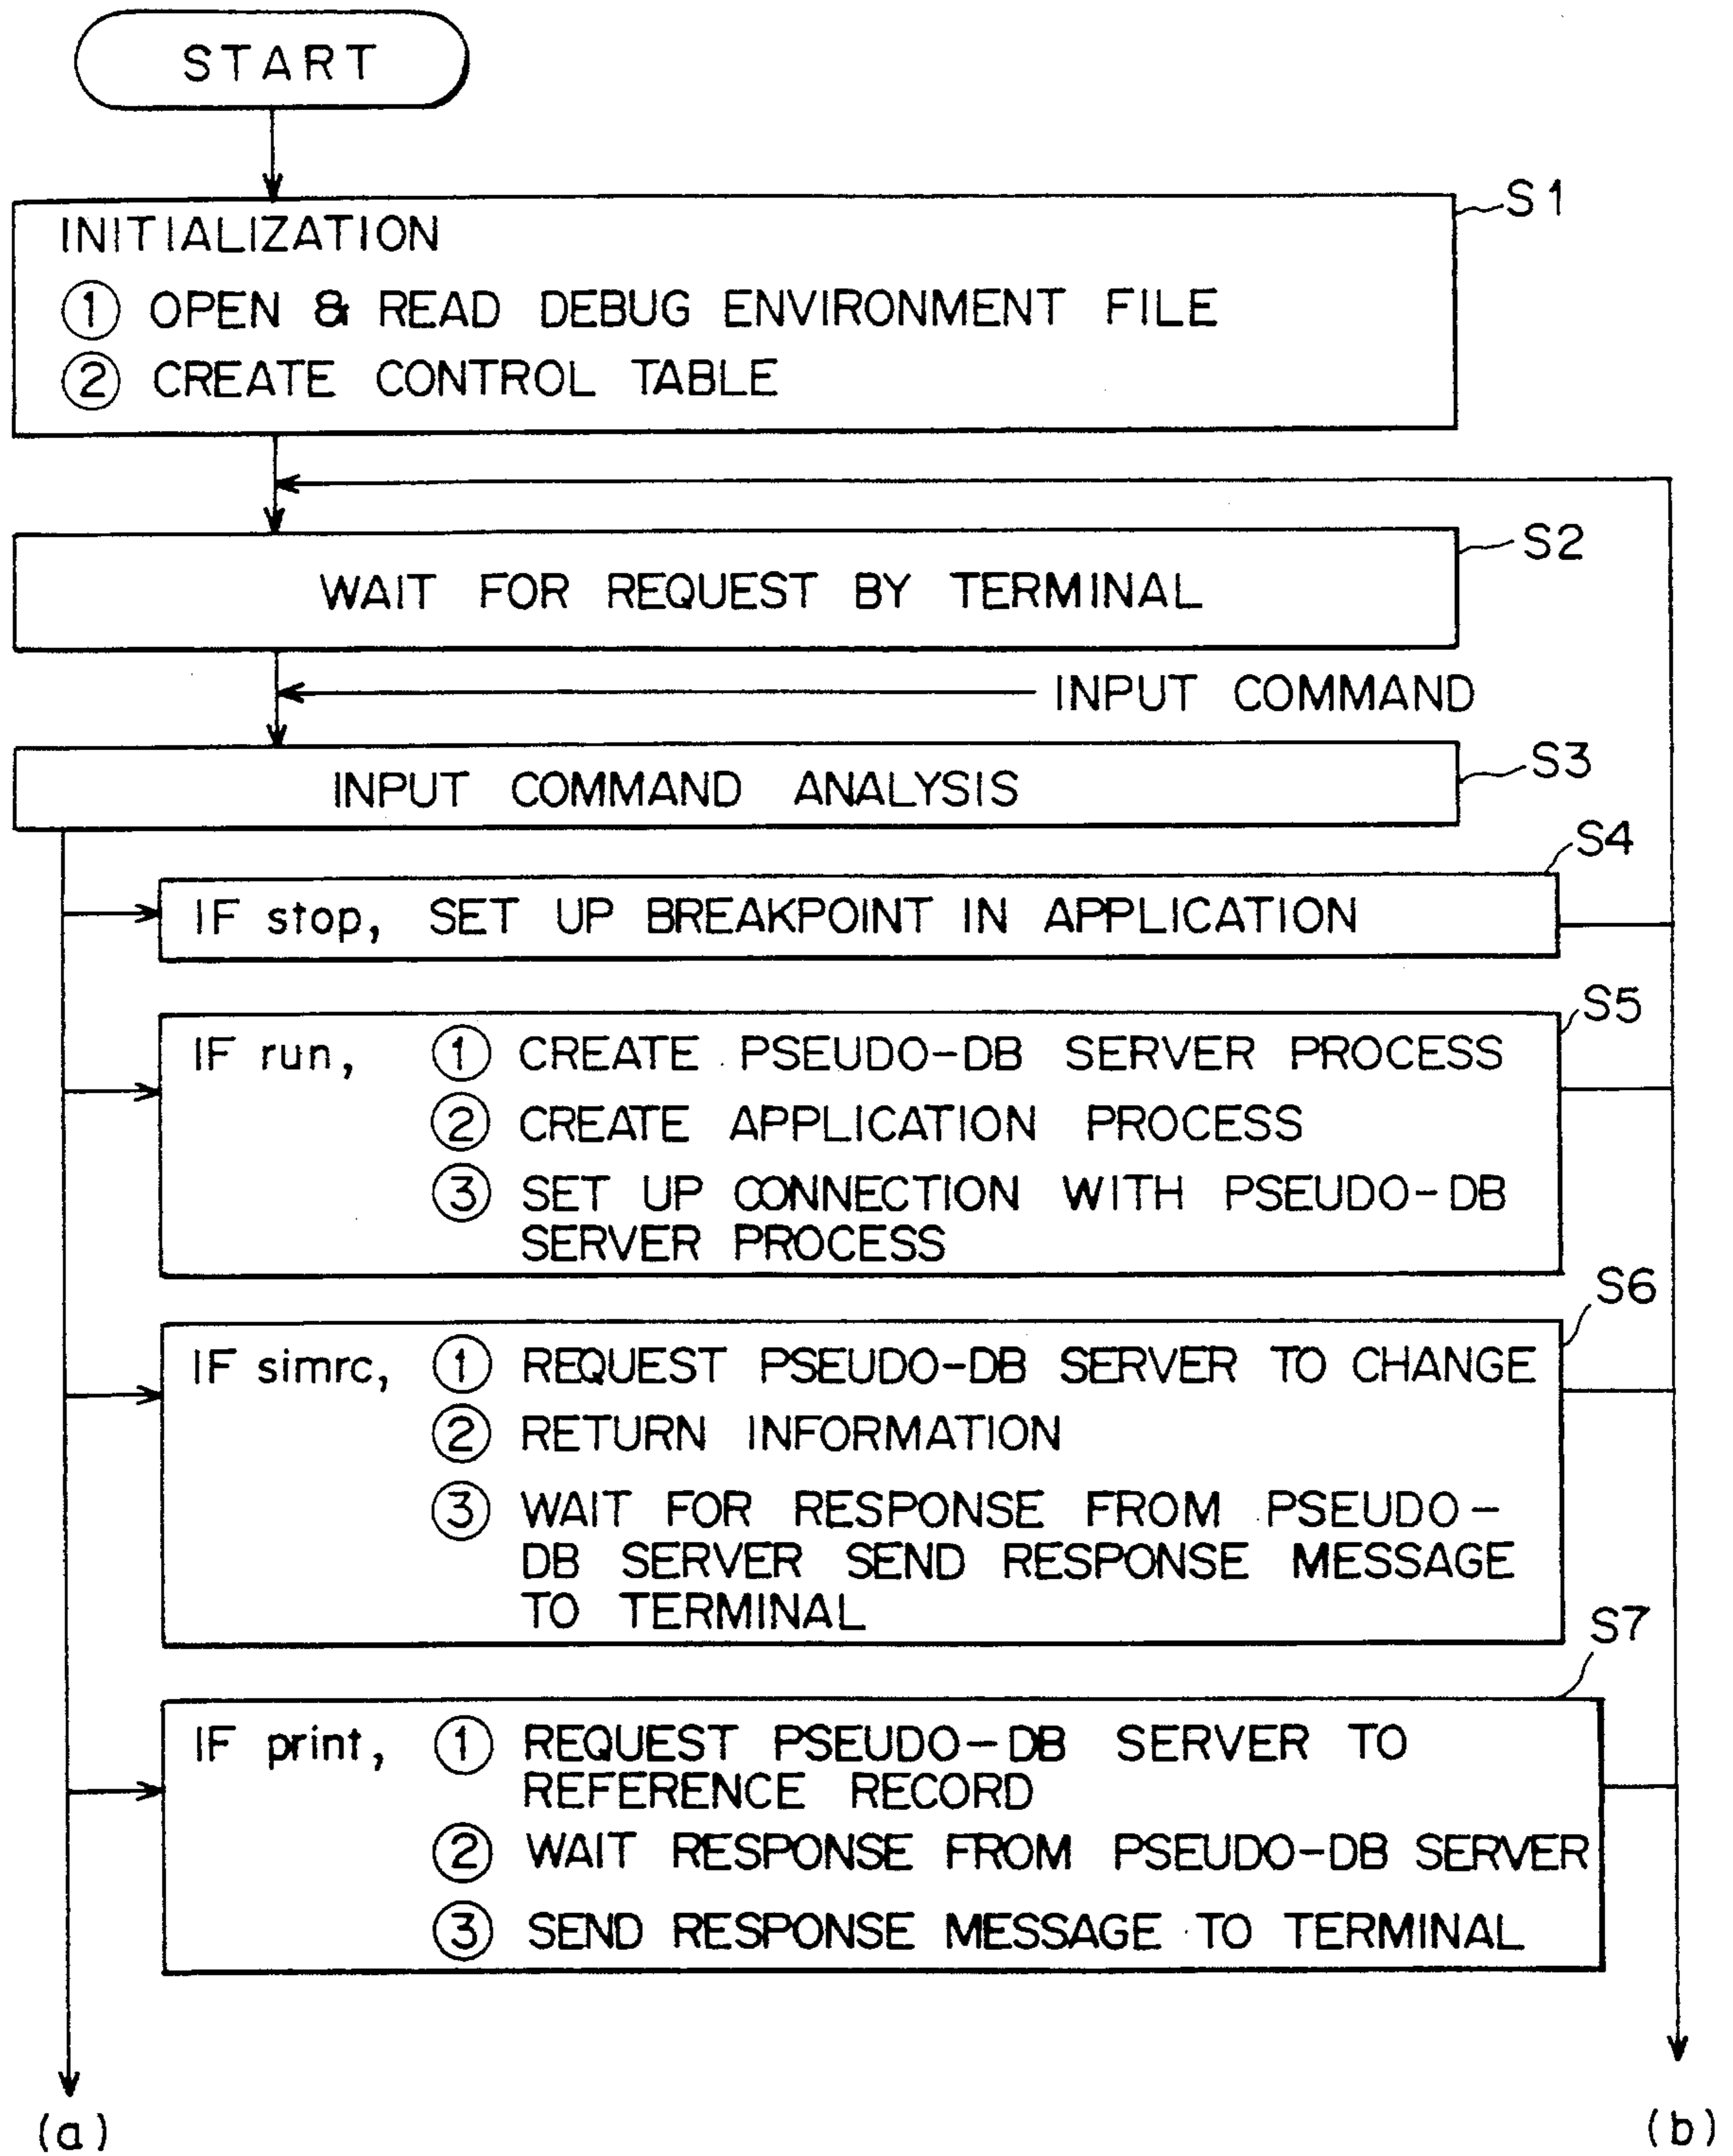 START
S1
INITIALIZATION
① OPEN & READ DEBUG ENVIRONMENT FILE
② CREATE CONTROL TABLE
S2
WAIT FOR REQUEST BY TERMINAL
INPUT COMMAND
S3
INPUT COMMAND ANALYSIS
S4
IF stop, SET UP BREAKPOINT IN APPLICATION
S5
IF run, ① CREATE PSEUDO-DB SERVER PROCESS
② CREATE APPLICATION PROCESS
③ SET UP CONNECTION WITH PSEUDO-DB
SERVER PROCESS
S6
IF simrc, ① REQUEST PSEUDO-DB SERVER TO CHANGE
② RETURN INFORMATION
③ WAIT FOR RESPONSE FROM PSEUDO-
DB SERVER SEND RESPONSE MESSAGE
TO TERMINAL
S7
IF print, ① REQUEST PSEUDO-DB SERVER TO
REFERENCE RECORD
② WAIT RESPONSE FROM PSEUDO-DB SERVER
③ SEND RESPONSE MESSAGE TO TERMINAL
(a)
(b)